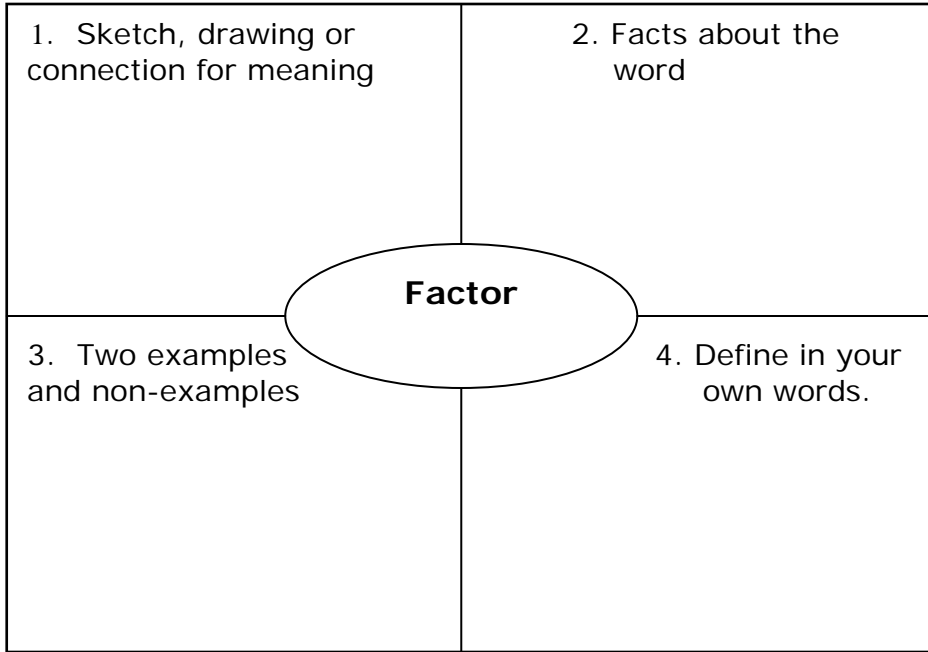 1. Sketch, drawing or
connection for meaning
2. Facts about the
word
Factor
3. Two examples
and non-examples
4. Define in your
own words.